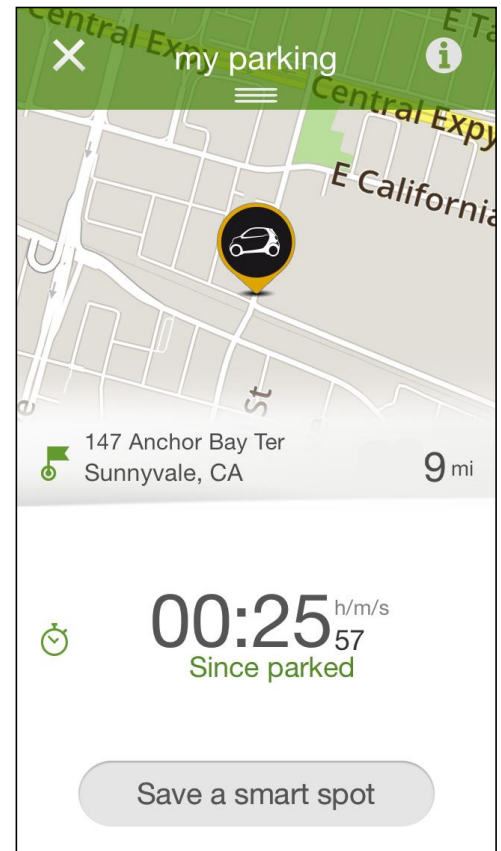 Central Expy
E Ta
my parking
i
Central Expy
E California
St
e
147 Anchor Bay Ter
Sunnyvale, CA
9 mi
00:25 h/m/s
57
Since parked
Save a smart spot